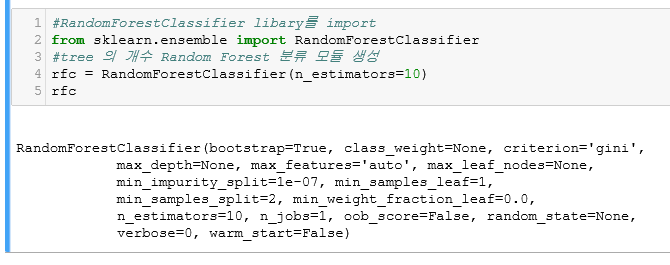 1 #RandomForestClassifier libary를 import
2 from sklearn.ensemble import RandomForestClassifier
3 #tree 의 개수 Random Forest 분류 모듈 생성
4 rfc = RandomForestClassifier(n_estimators=10)
5 rfc
RandomForestClassifier(bootstrap=True, class_weight=None, criterion='gini',
max_depth=None, max_features='auto', max_leaf_nodes=None,
min_impurity_split=1e-07, min_samples_leaf=1,
min_samples_split=2, min_weight_fraction_leaf=0.0,
n_estimators=10, n_jobs=1, oob_score=False, random_state=None,
verbose=0, warm_start=False)